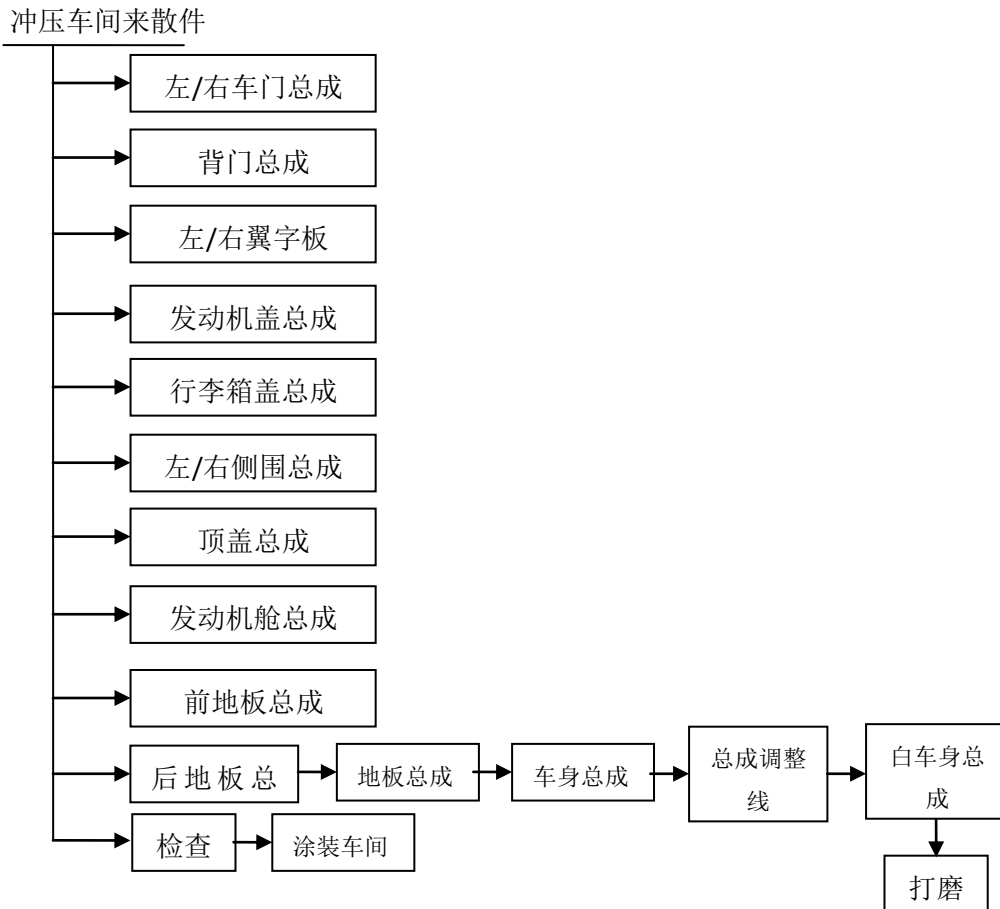 冲压车间来散件
左/右车门总成
背门总成
左/右翼字板
发动机盖总成
行李箱盖总成
左/右侧围总成
顶盖总成
发动机舱总成
前地板总成
后地板总
地板总成
车身总成
总成调整
线
白车身总
成
检查
涂装车间
打磨